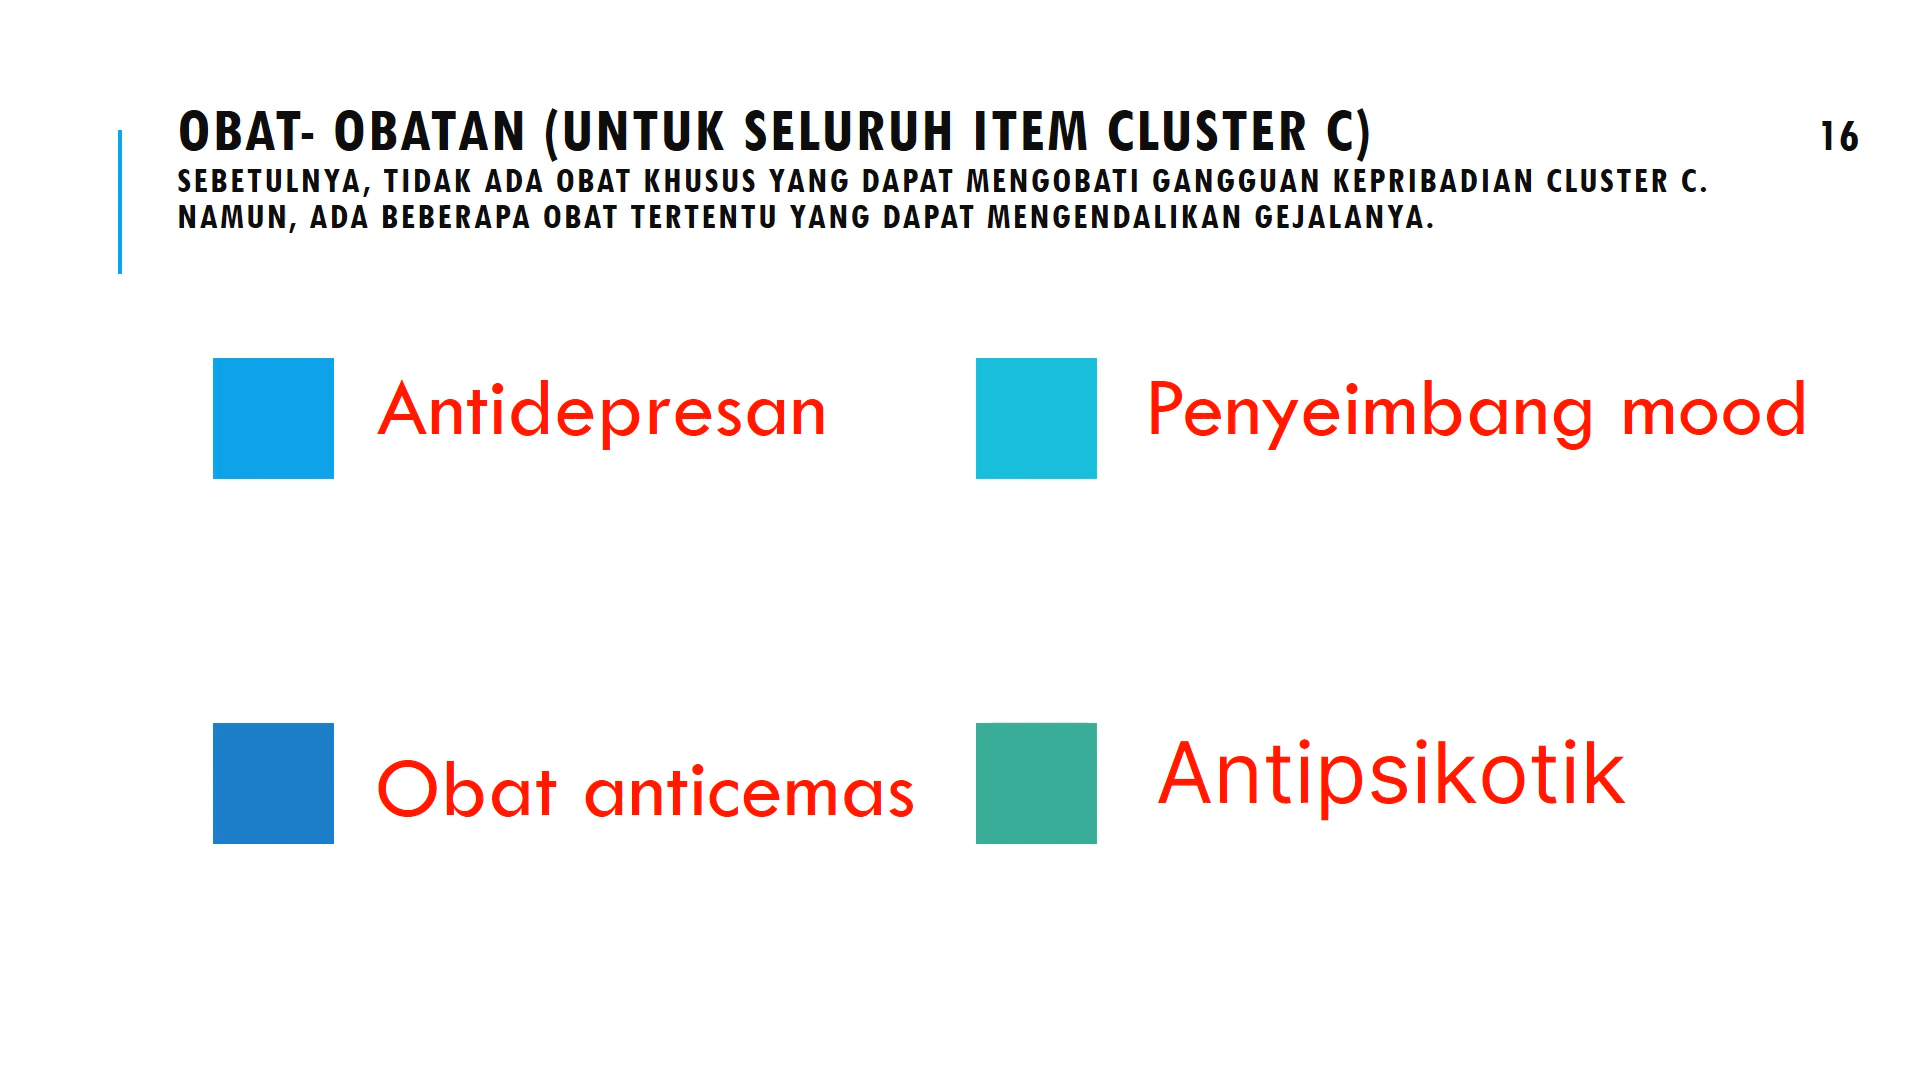 OBAT- OBATAN (UNTUK SELURUH ITEM CLUSTER C)
16
SEBETULNYA, TIDAK ADA OBAT KHUSUS YANG DAPAT MENGOBATI GANGGUAN KEPRIBADIAN CLUSTER C.
NAMUN, ADA BEBERAPA OBAT TERTENTU YANG DAPAT MENGENDALIKAN GEJALANYA.
Antidepresan
Penyeimbang mood
Obat anticemas
Antipsikotik